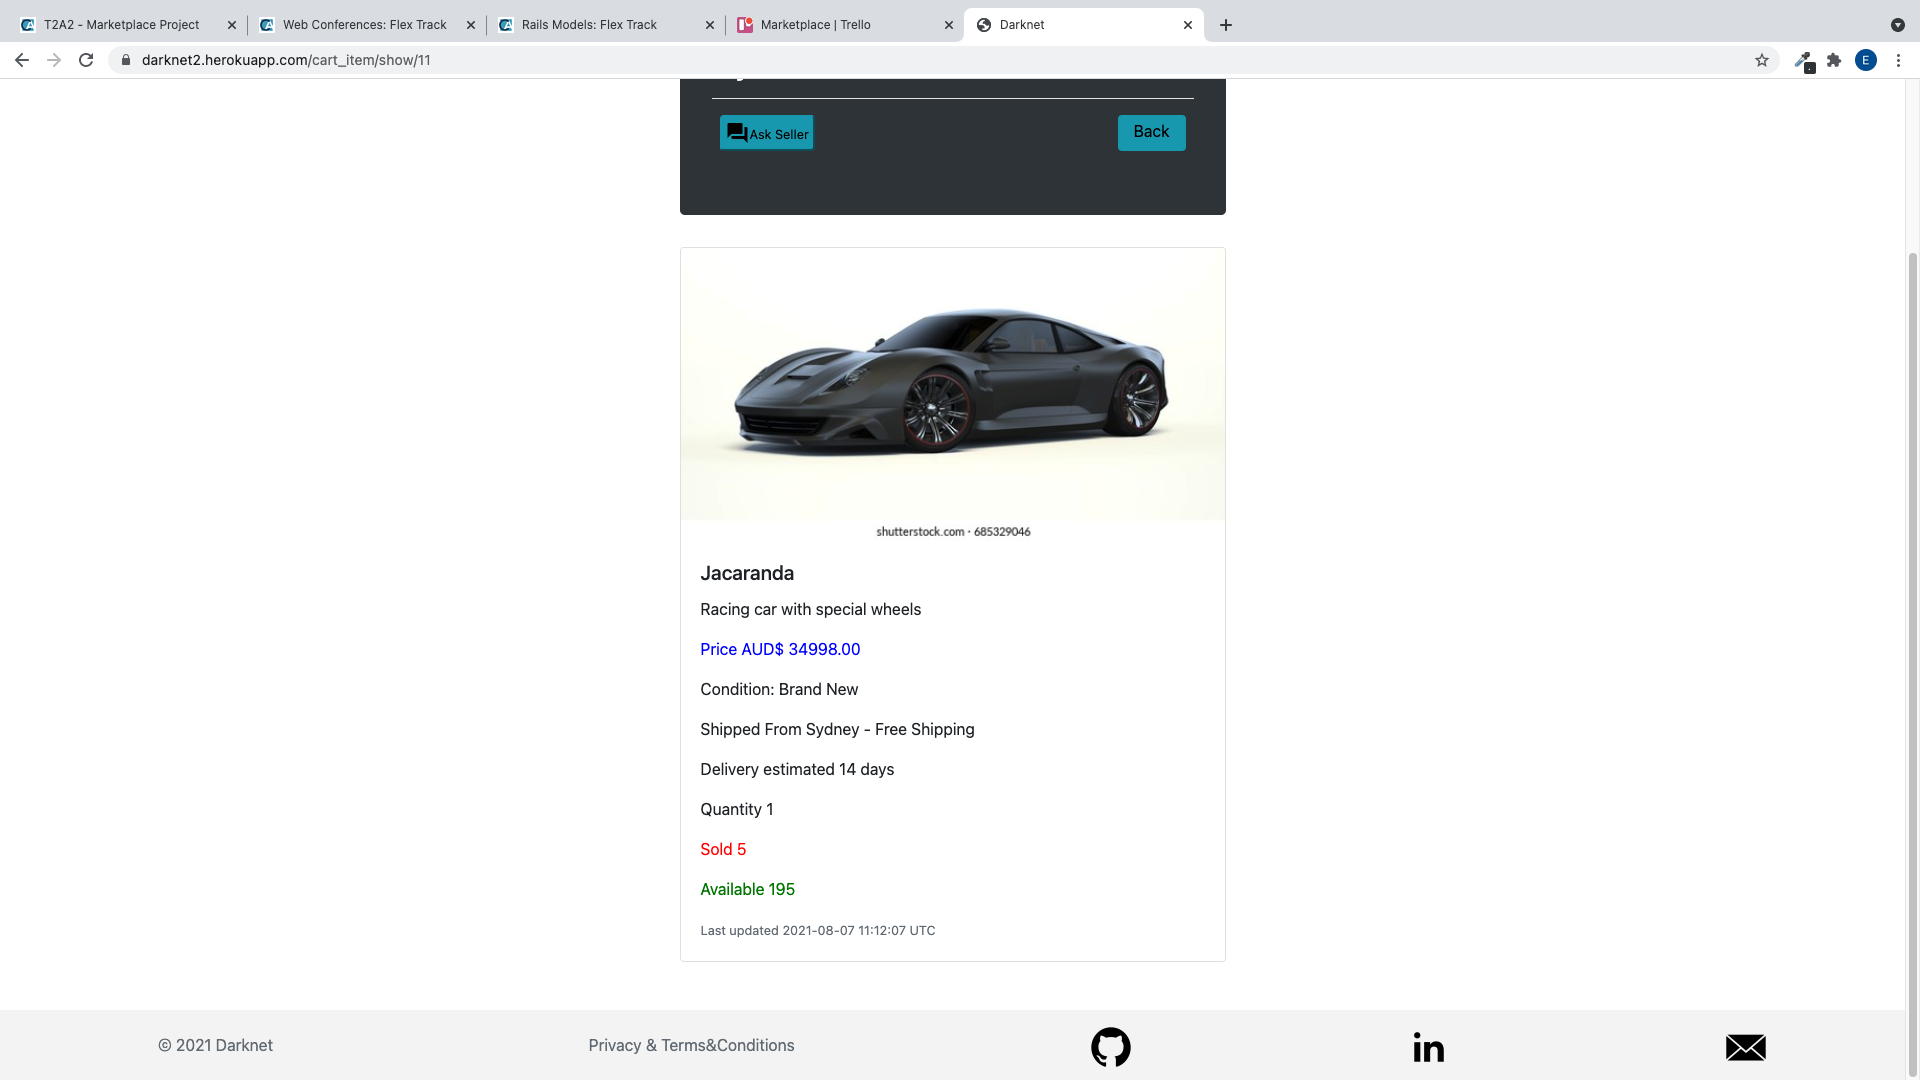 T2A2 - Marketplace Project
Web Conferences: Flex Track
Rails Models: Flex Track
Marketplace | Trello
Darknet
darknet2.herokuapp.com/cart_item/show/11
E
Ask Seller
Back
shutterstock.com · 685329046
Jacaranda
Racing car with special wheels
Price AUD$ 34998.00
Condition: Brand New
Shipped From Sydney - Free Shipping
Delivery estimated 14 days
Quantity 1
Sold 5
Available 195
Last updated 2021-08-07 11:12:07 UTC
© 2021 Darknet
Privacy & Terms&Conditions
in